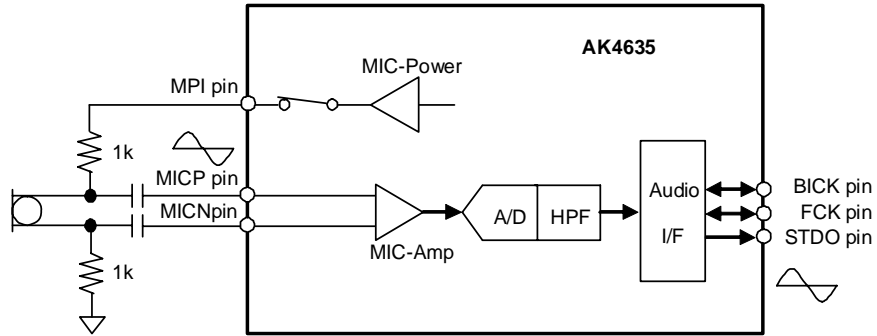 AK4635
MIC-Power
MPI pin
1k
MICP pin
MICNpin
MIC-Amp
A/D
HPF
Audio
I/F
BICK pin
FCK pin
STDO pin
1k